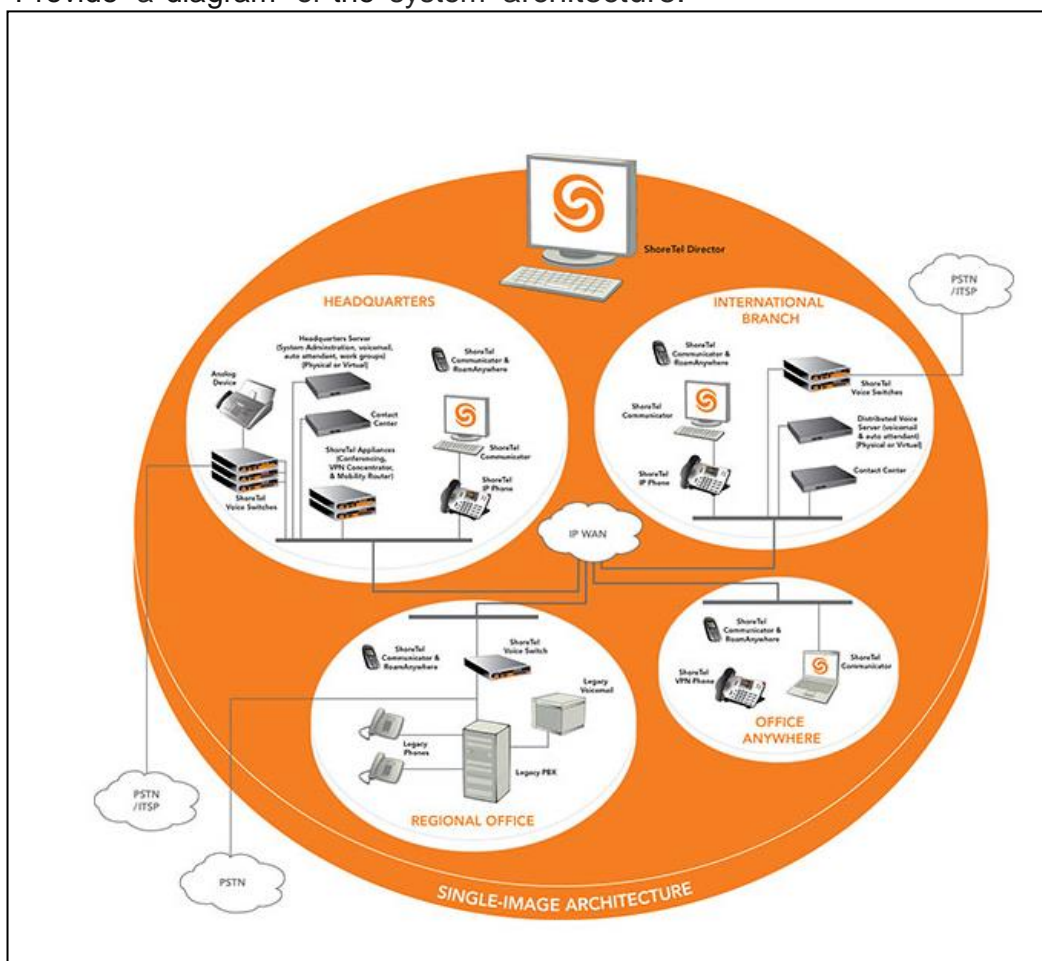 Provide a diagram of the system architecture.
ShoreTel Director
HEADQUARTERS
Headquarters Server
(System Adminstration, voicemail,
auto attendant, work groups)
(Physical or Virtual)
Analog
Device
Contact
Center
ShoreTel Appliances
(Conferencing,
VPN Concentrator,
& Mobility Router)
ShoreTel
Voice Switches
ShoreTel
Communicator &
RoamAnywhere
ShoreTel
Communicator
ShoreTel
IP Phone
INTERNATIONAL
BRANCH
ShoreTel
Communicator &
RoamAnywhere
ShoreTel
Communicator
ShoreTel
IP Phone
ShoreTel
Voice Switches
Distributed Voice
Server (voicemail
& auto attendant)
(Physical or Virtual)
Contact Center
PSTN
/ITSP
IP WAN
ShoreTel
Communicator &
RoamAnywhere
ShoreTel
Voice Switch
Legacy
Voicemail
Legacy
Phones
Legacy PBX
REGIONAL OFFICE
ShoreTel
Communicator &
RoamAnywhere
ShoreTel
VPN Phone
ShoreTel
Communicator
OFFICE
ANYWHERE
PSTN
/ITSP
PSTN
SINGLE-IMAGE ARCHITECTURE